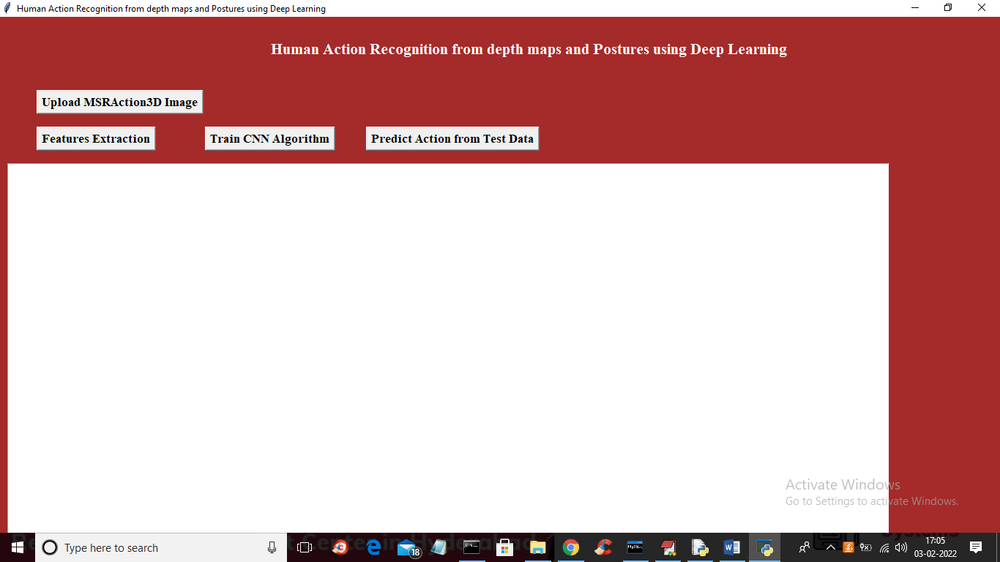 Human Action Recognition from depth maps and Postures using Deep Learning
Human Action Recognition from depth maps and Postures using Deep Learning
Upload MSRAction3D Image
Features Extraction Train CNN Algorithm Predict Action from Test Data
Activate Windows
Go to Settings to activate Windows.
Type here to search
18
17:05
03-02-2022